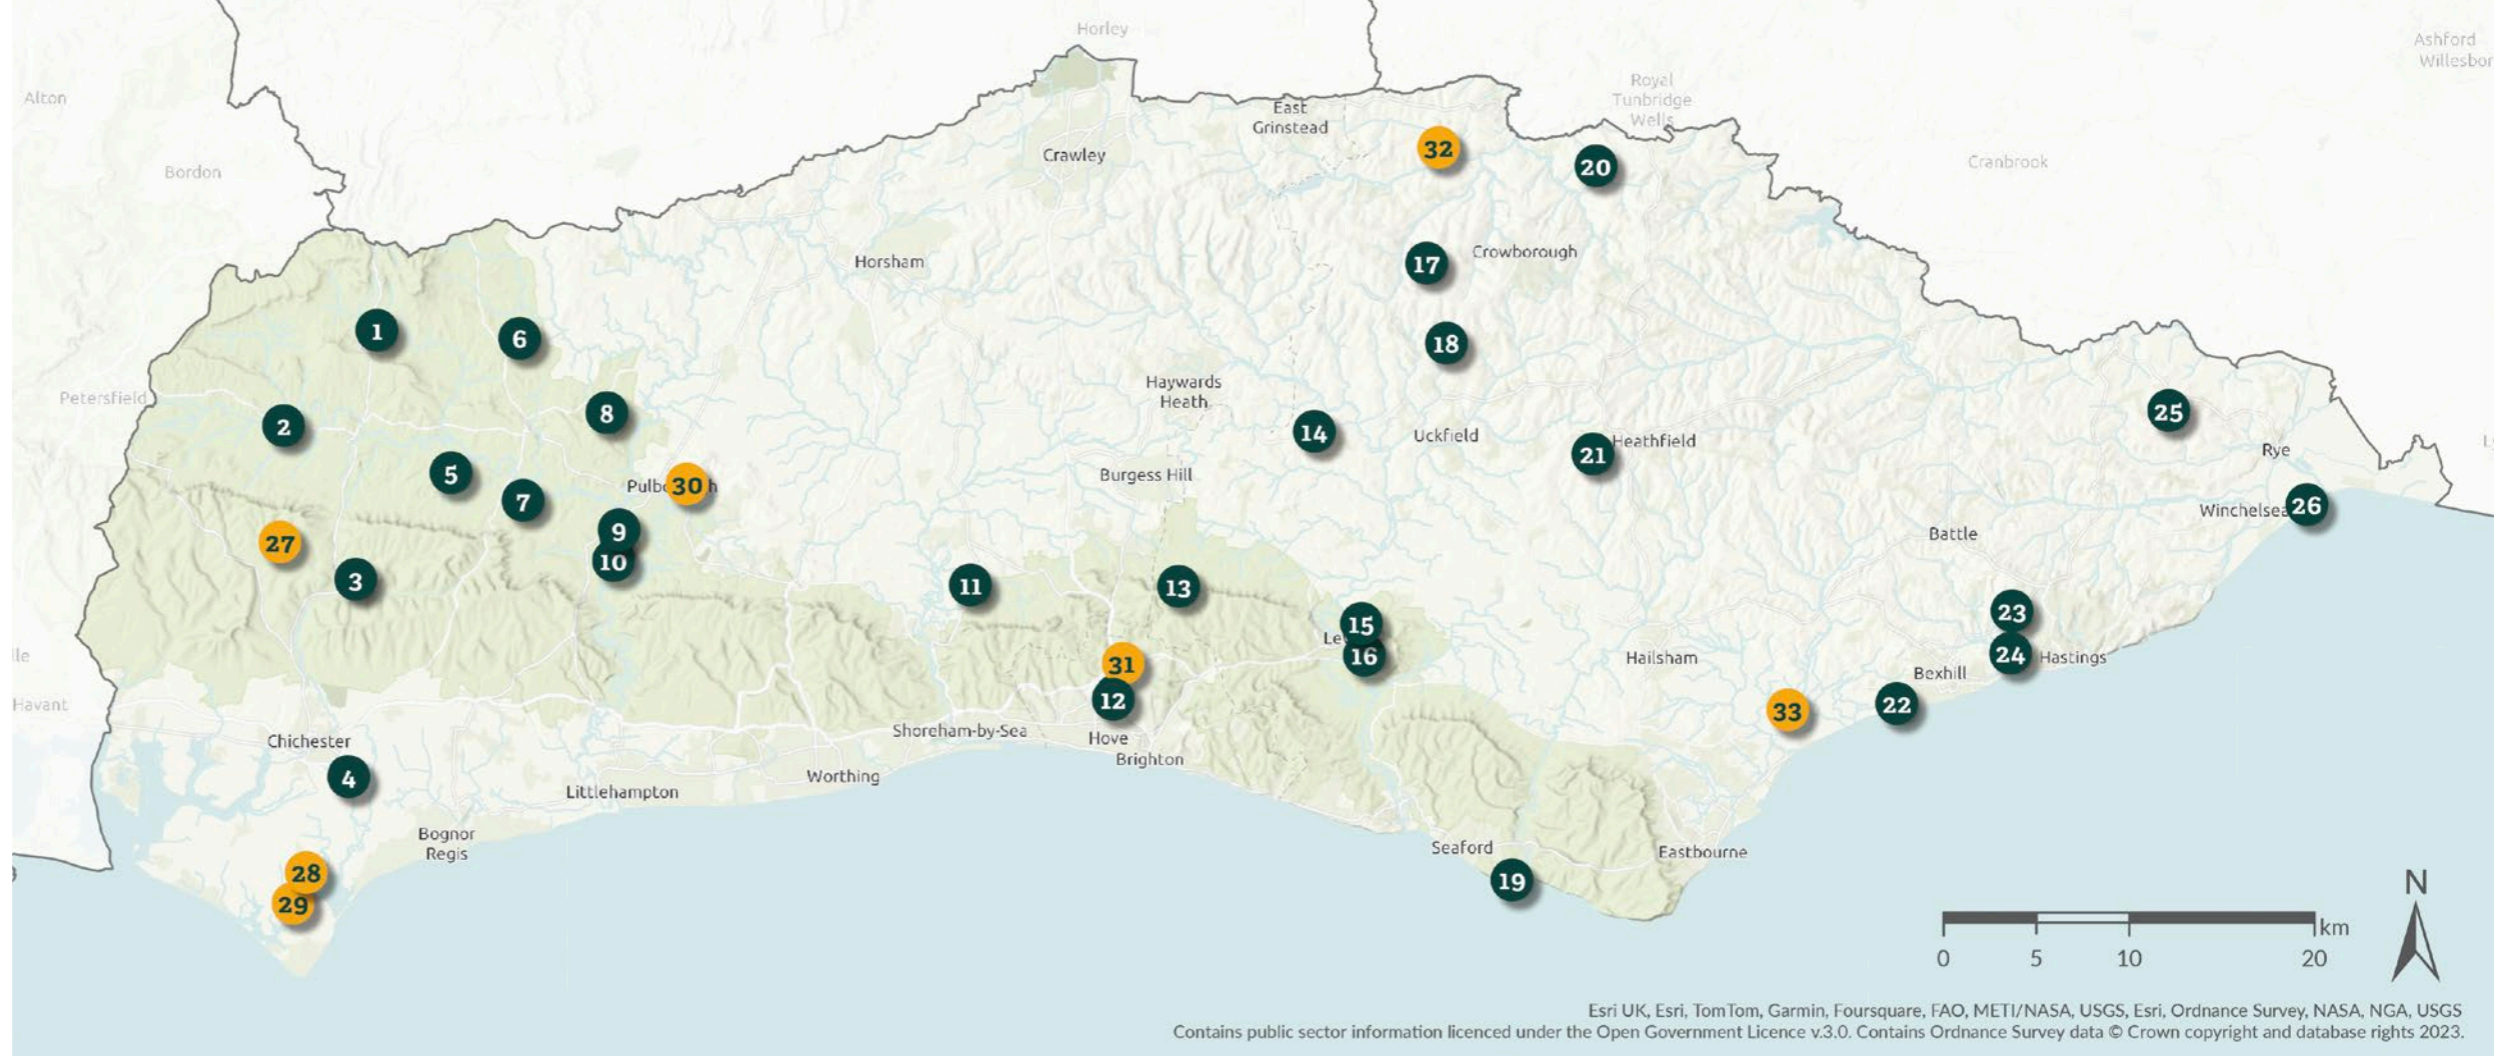 Horley
Ashford
Willesbor
Alton
Royal
Tunbridge
Wells
East
Grinstead
32
Crawley
20
Cranbrook
Bordon
Horsham
17
Crowborough
1
6
18
Haywards
Heath
Petersfield
2
8
25
14
Uckfield
21
Heathfield
Rye
5
Burgess Hill
7
Pulbo
30
h
9
Winchelsea
26
27
10
Battle
3
11
13
23
15
Le
16
24
Hastings
Hailsham
31
Bexhill
12
22
33
Havant
Shoreham-by-Sea
Hove
Chichester
Brighton
4
Worthing
Littlehampton
Bognor
Regis
Seaford
Eastbourne
28
19
29
N
km
0 5 10 20
Esri UK, Esri, TomTom, Garmin, Foursquare, FAO, METI/NASA, USGS, Esri, Ordnance Survey, NASA, NGA, USGS
Contains public sector information licenced under the Open Government Licence v.3.0. Contains Ordnance Survey data © Crown copyright and database rights 2023.